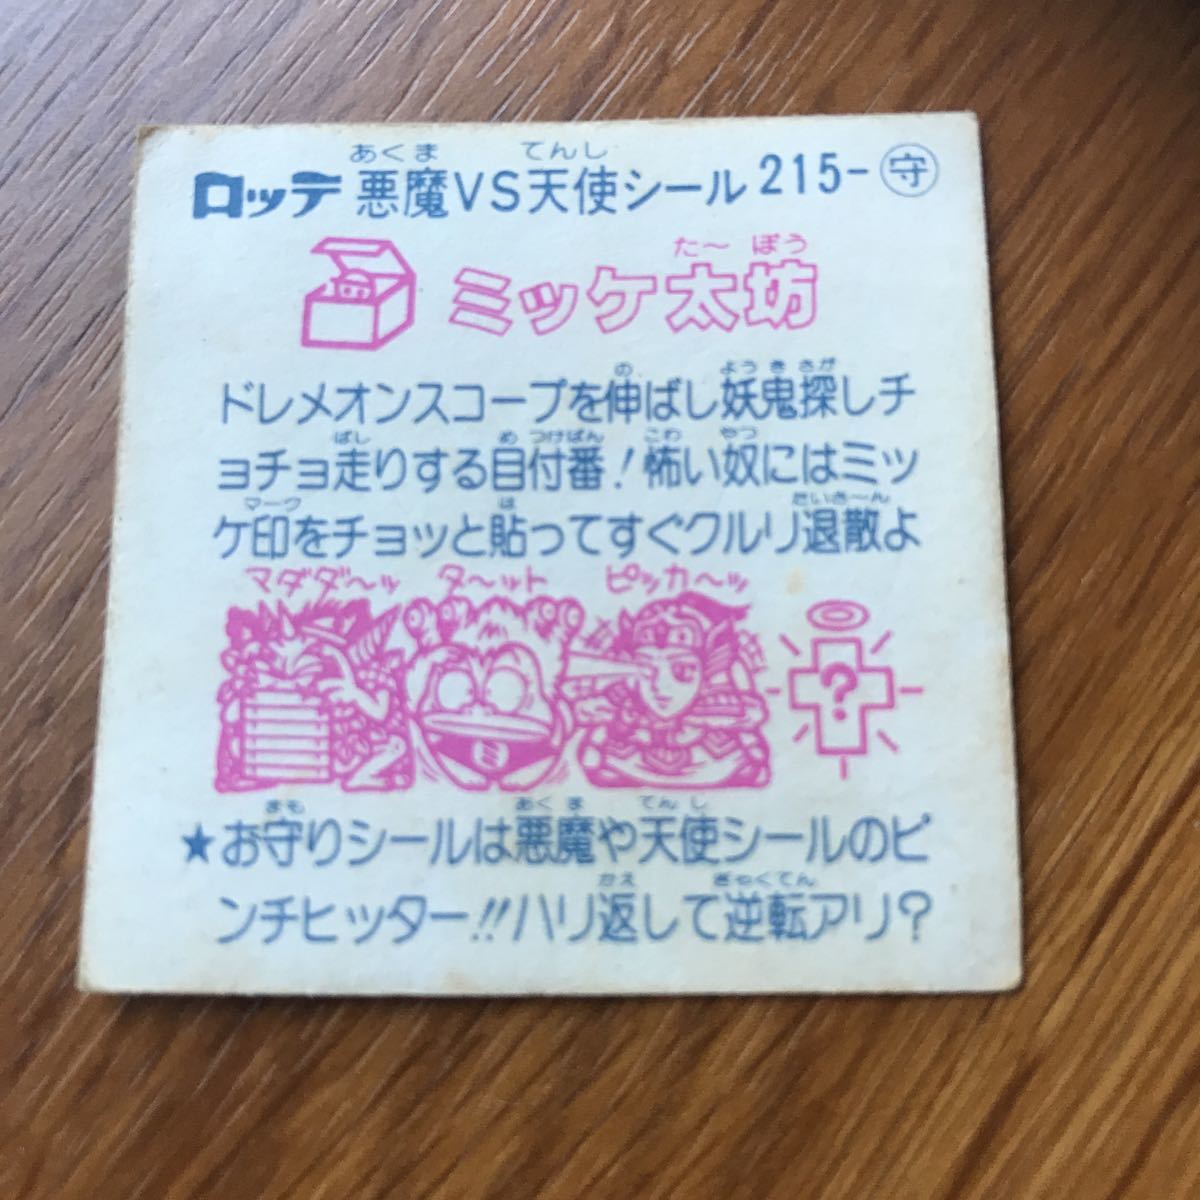 あくま てんし
ロッテ 悪魔VS天使シール 215-守
た〜 ぼう
ミッケ太坊
の ようきさが
ドレメオンスコープを伸ばし妖鬼探しチ
ばし め つけばん こわ やつ
ョチョ走りする目付番!怖い奴にはミッ
マーク は たいさ〜ん
ケ印をチョッと貼ってすぐクルリ退散よ
マダダ〜ッ タ〜ット ピッカ〜ッ
?
まも あくま てんし
★お守りシールは悪魔や天使シールのピ
かえ ぎゃくてん
ンチヒッター!!ハリ返して逆転アリ?